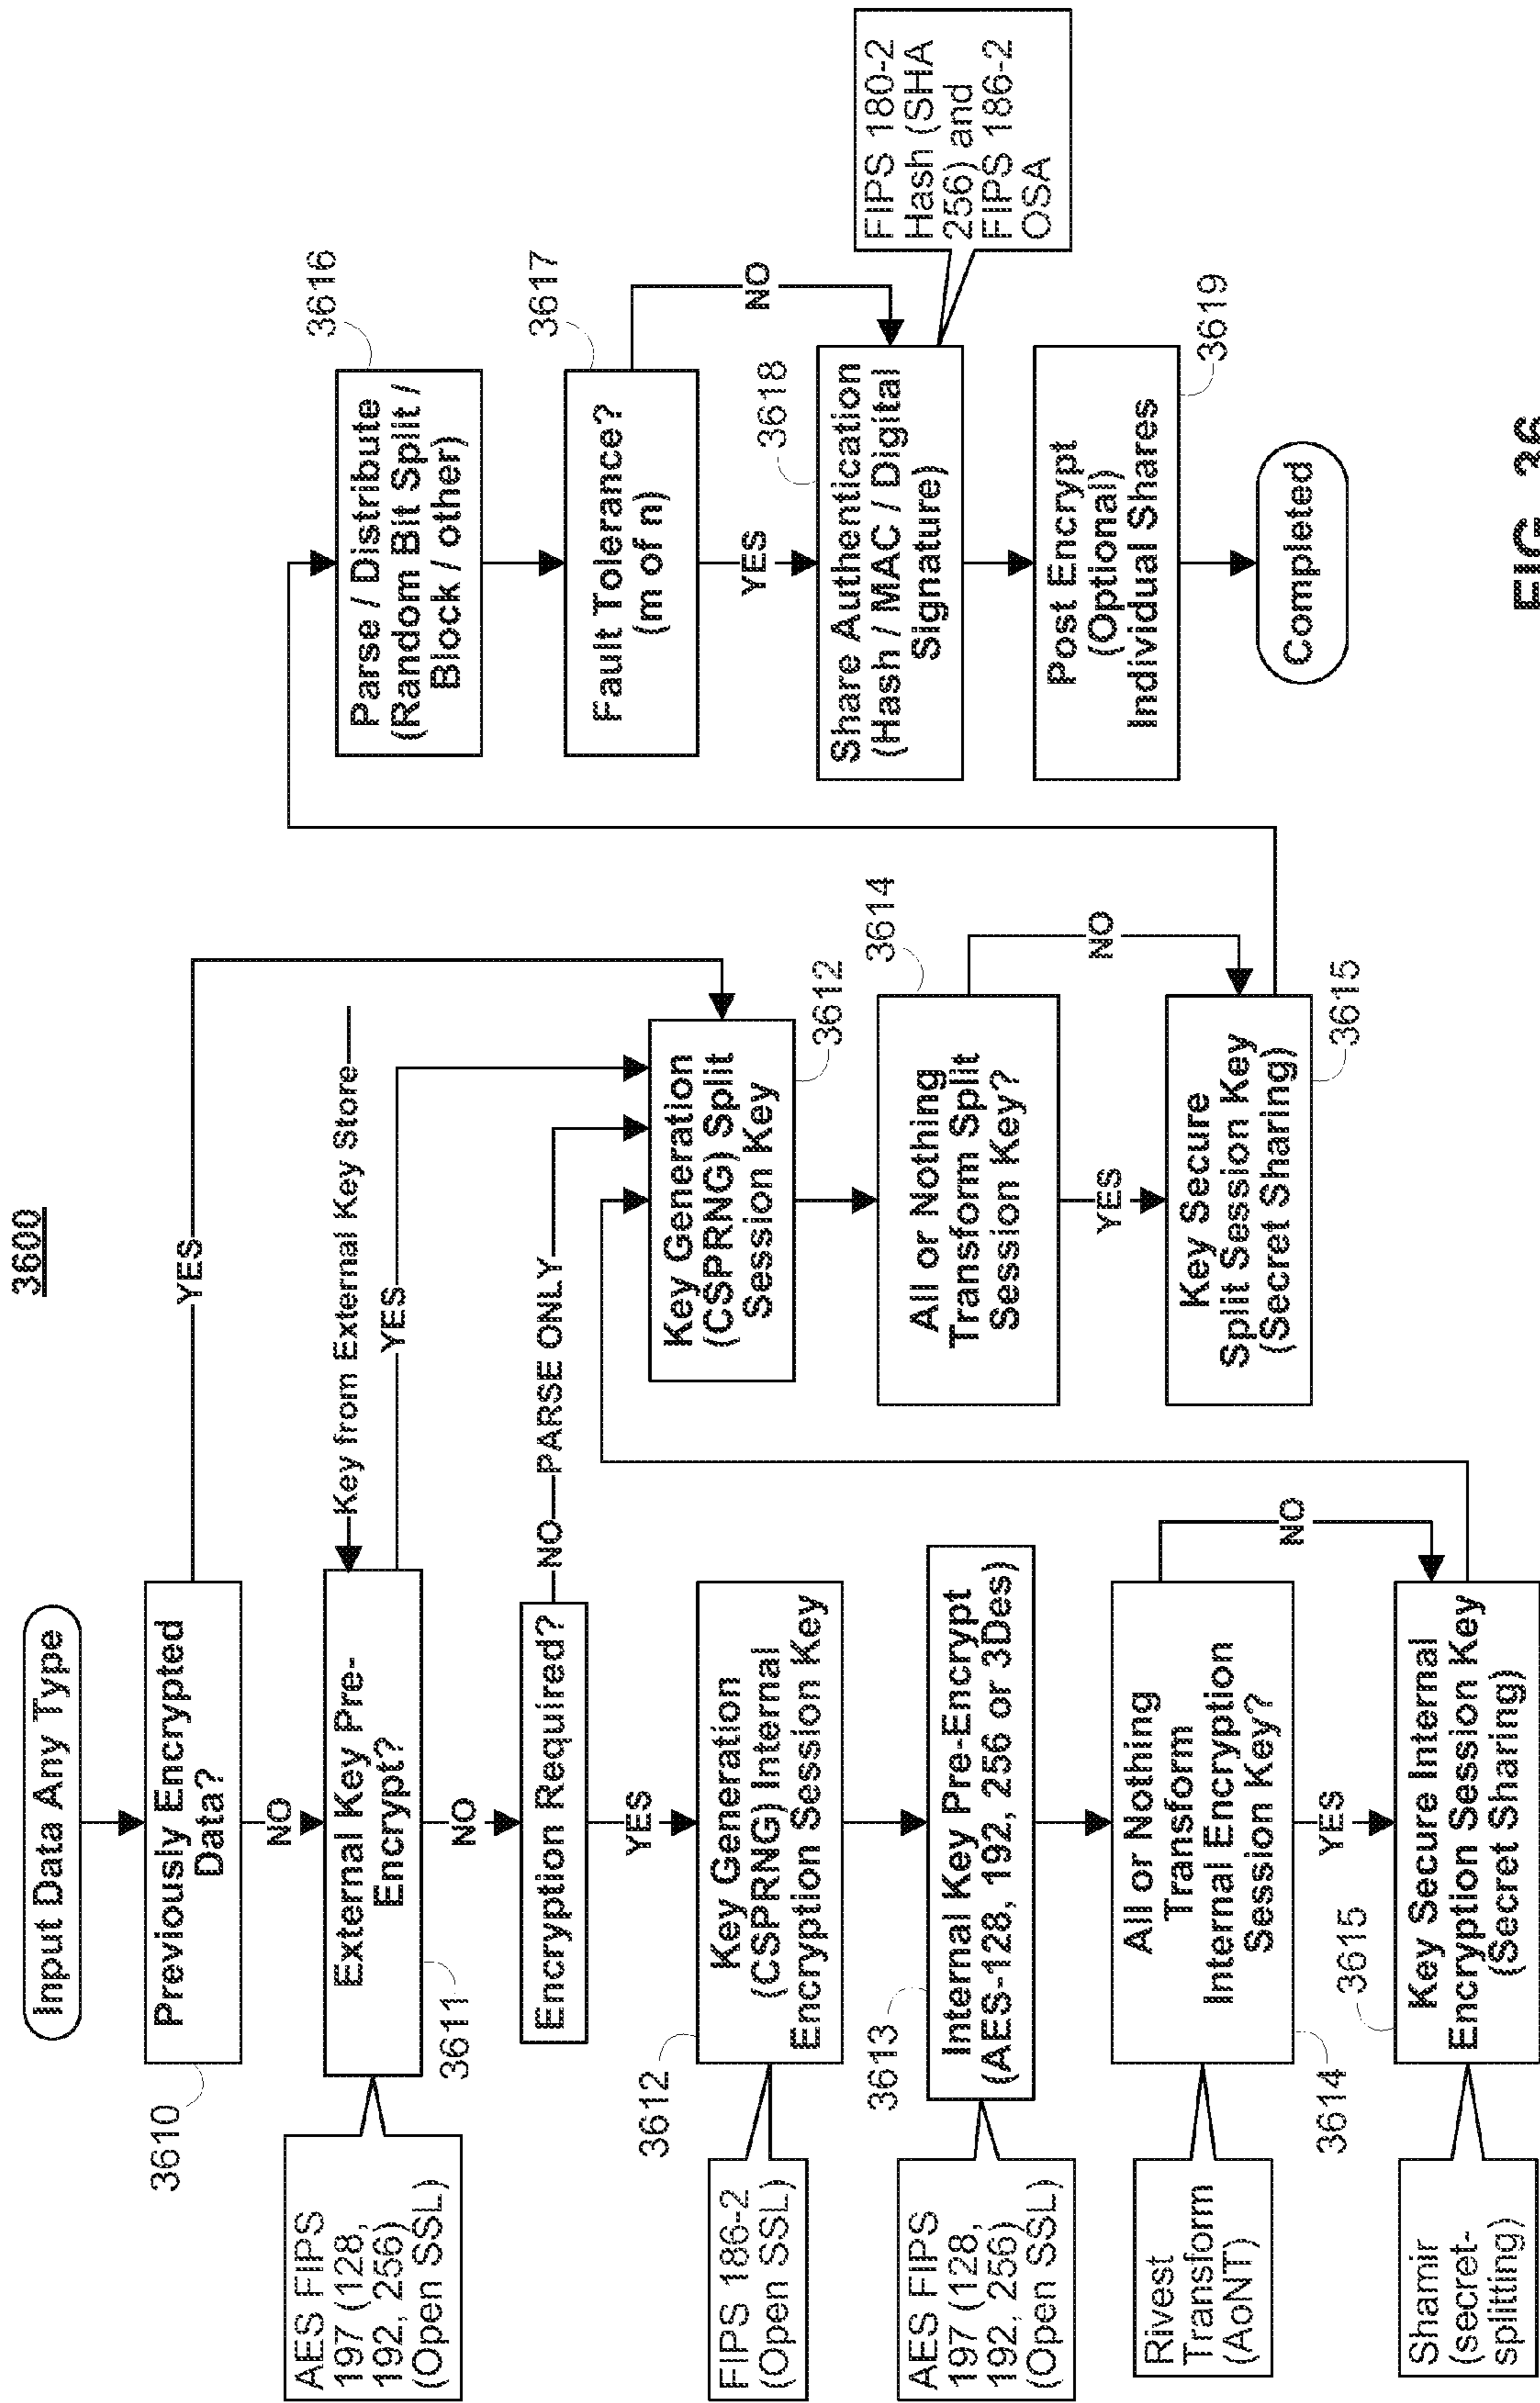 3600
Input Data Any Type
Previously Encrypted
Data?
3610
YES
NO
External Key Pre-
Encrypt?
3611
AES FIPS
197 (128,
192, 256)
(Open SSL)
Key from External Key Store
YES
NO
Encryption Required?
NO
PARSE ONLY
YES
Key Generation
(CSPRNG) Internal
Encryption Session Key
3612
FIPS 186-2
(Open SSL)
Internal Key Pre-Encrypt
(AES-128, 192, 256 or 3Des)
3613
AES FIPS
197 (128,
192, 256)
(Open SSL)
All or Nothing
Transform
Internal Encryption
Session Key?
3614
Rivest
Transform
(AoNT)
NO
YES
Key Secure Internal
Encryption Session Key
(Secret Sharing)
3615
Shamir
(secret-
splitting)
Key Generation
(CSPRNG) Split
Session Key
3612
All or Nothing
Transform Split
Session Key?
3614
NO
YES
Key Secure
Split Session Key
(Secret Sharing)
3615
Parse / Distribute
(Random Bit Split /
Block / other)
3616
Fault Tolerance?
(m of n)
3617
NO
YES
Share Authentication
(Hash / MAC / Digital
Signature)
3618
FIPS 180-2
Hash (SHA
256) and
FIPS 186-2
OSA
Post Encrypt
(Optional)
Individual Shares
3619
Completed
FIG. 36